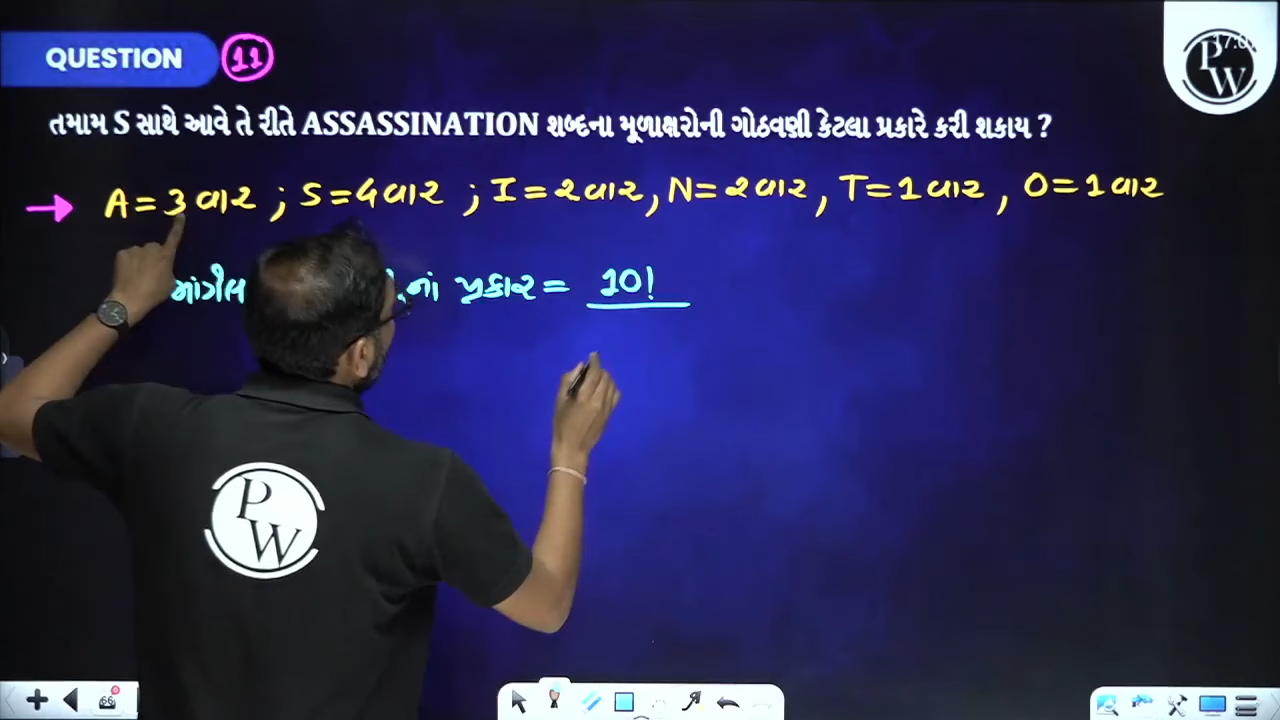 QUESTION 11
તમામ S સાથે આવે તે રીતે ASSASSINATION શબ્દના મૂળાક્ષરોની ગોઠવણી કેટલા પ્રકારે કરી શકાય ?
→ A = 3 વાર ; S = 4 વાર ; I = 2 વાર, N = 2 વાર, T = 1 વાર, O = 1 વાર
પ્રકાર = 10!
PW
PW